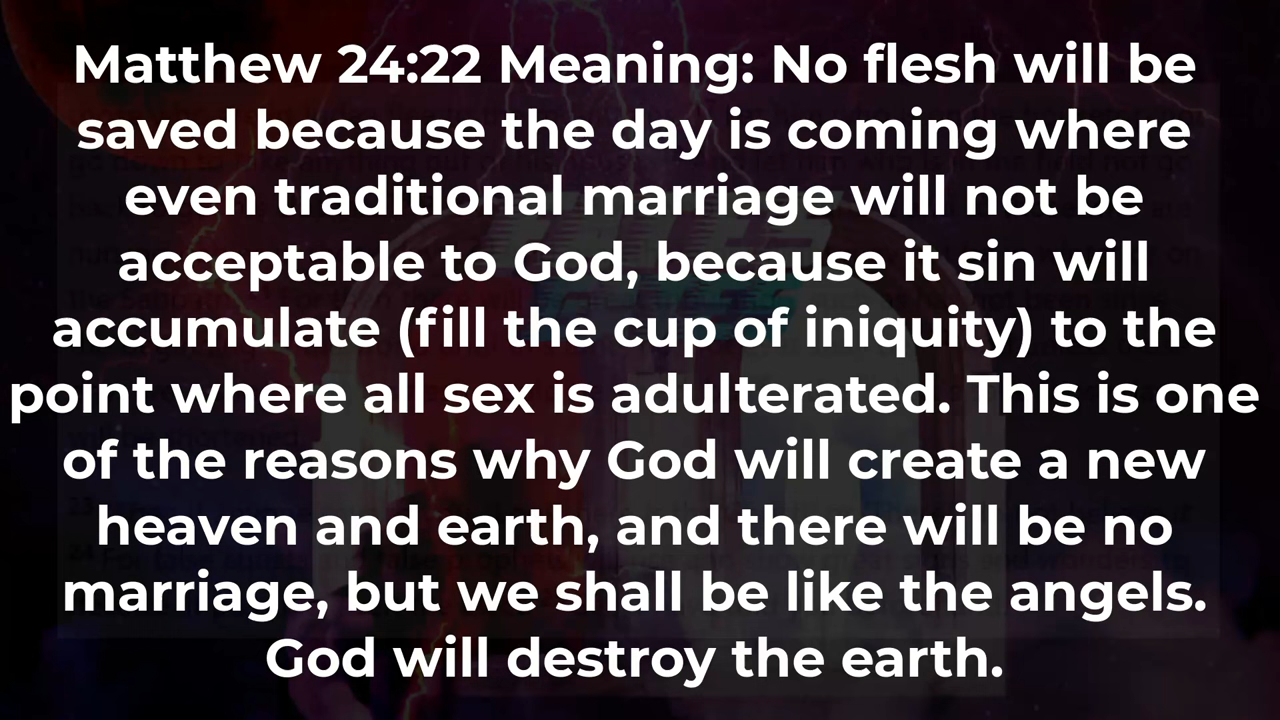 Matthew 24:22 Meaning: No flesh will be
saved because the day is coming where
even traditional marriage will not be
acceptable to God, because it sin will
accumulate (fill the cup of iniquity) to the
point where all sex is adulterated. This is one
of the reasons why God will create a new
heaven and earth, and there will be no
marriage, but we shall be like the angels.
God will destroy the earth.